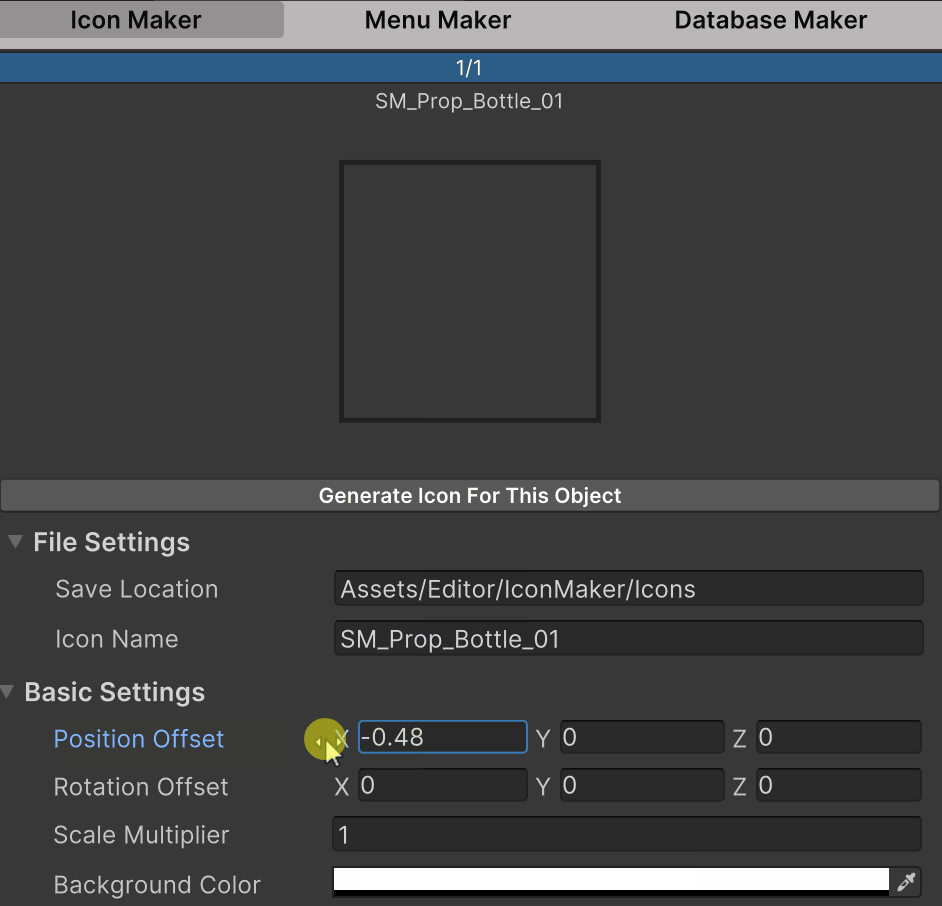 Icon Maker Menu Maker Database Maker
1/1
SM_Prop_Bottle_01
Generate Icon For This Object
File Settings
Save Location Assets/Editor/IconMaker/Icons
Icon Name SM_Prop_Bottle_01
Basic Settings
Position Offset X -0.48 Y 0 Z 0
Rotation Offset X 0 Y 0 Z 0
Scale Multiplier 1
Background Color